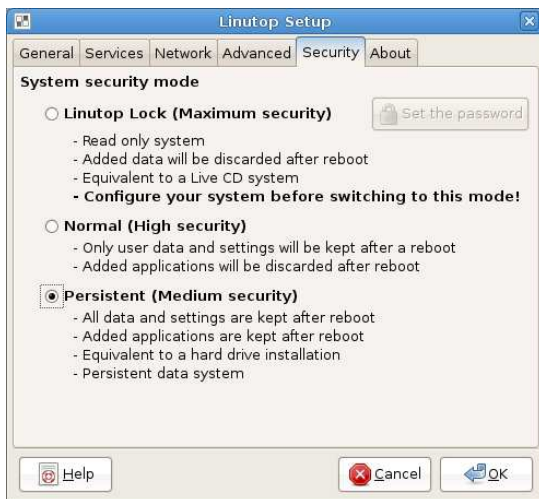 Linutop Setup
General Services Network Advanced Security About
System security mode
Linutop Lock (Maximum security) Set the password
- Read only system
- Added data will be discarded after reboot
- Equivalent to a Live CD system
- Configure your system before switching to this mode!
Normal (High security)
- Only user data and settings will be kept after a reboot
- Added applications will be discarded after reboot
Persistent (Medium security)
- All data and settings are kept after reboot
- Added applications are kept after reboot
- Equivalent to a hard drive installation
- Persistent data system
Help Cancel OK